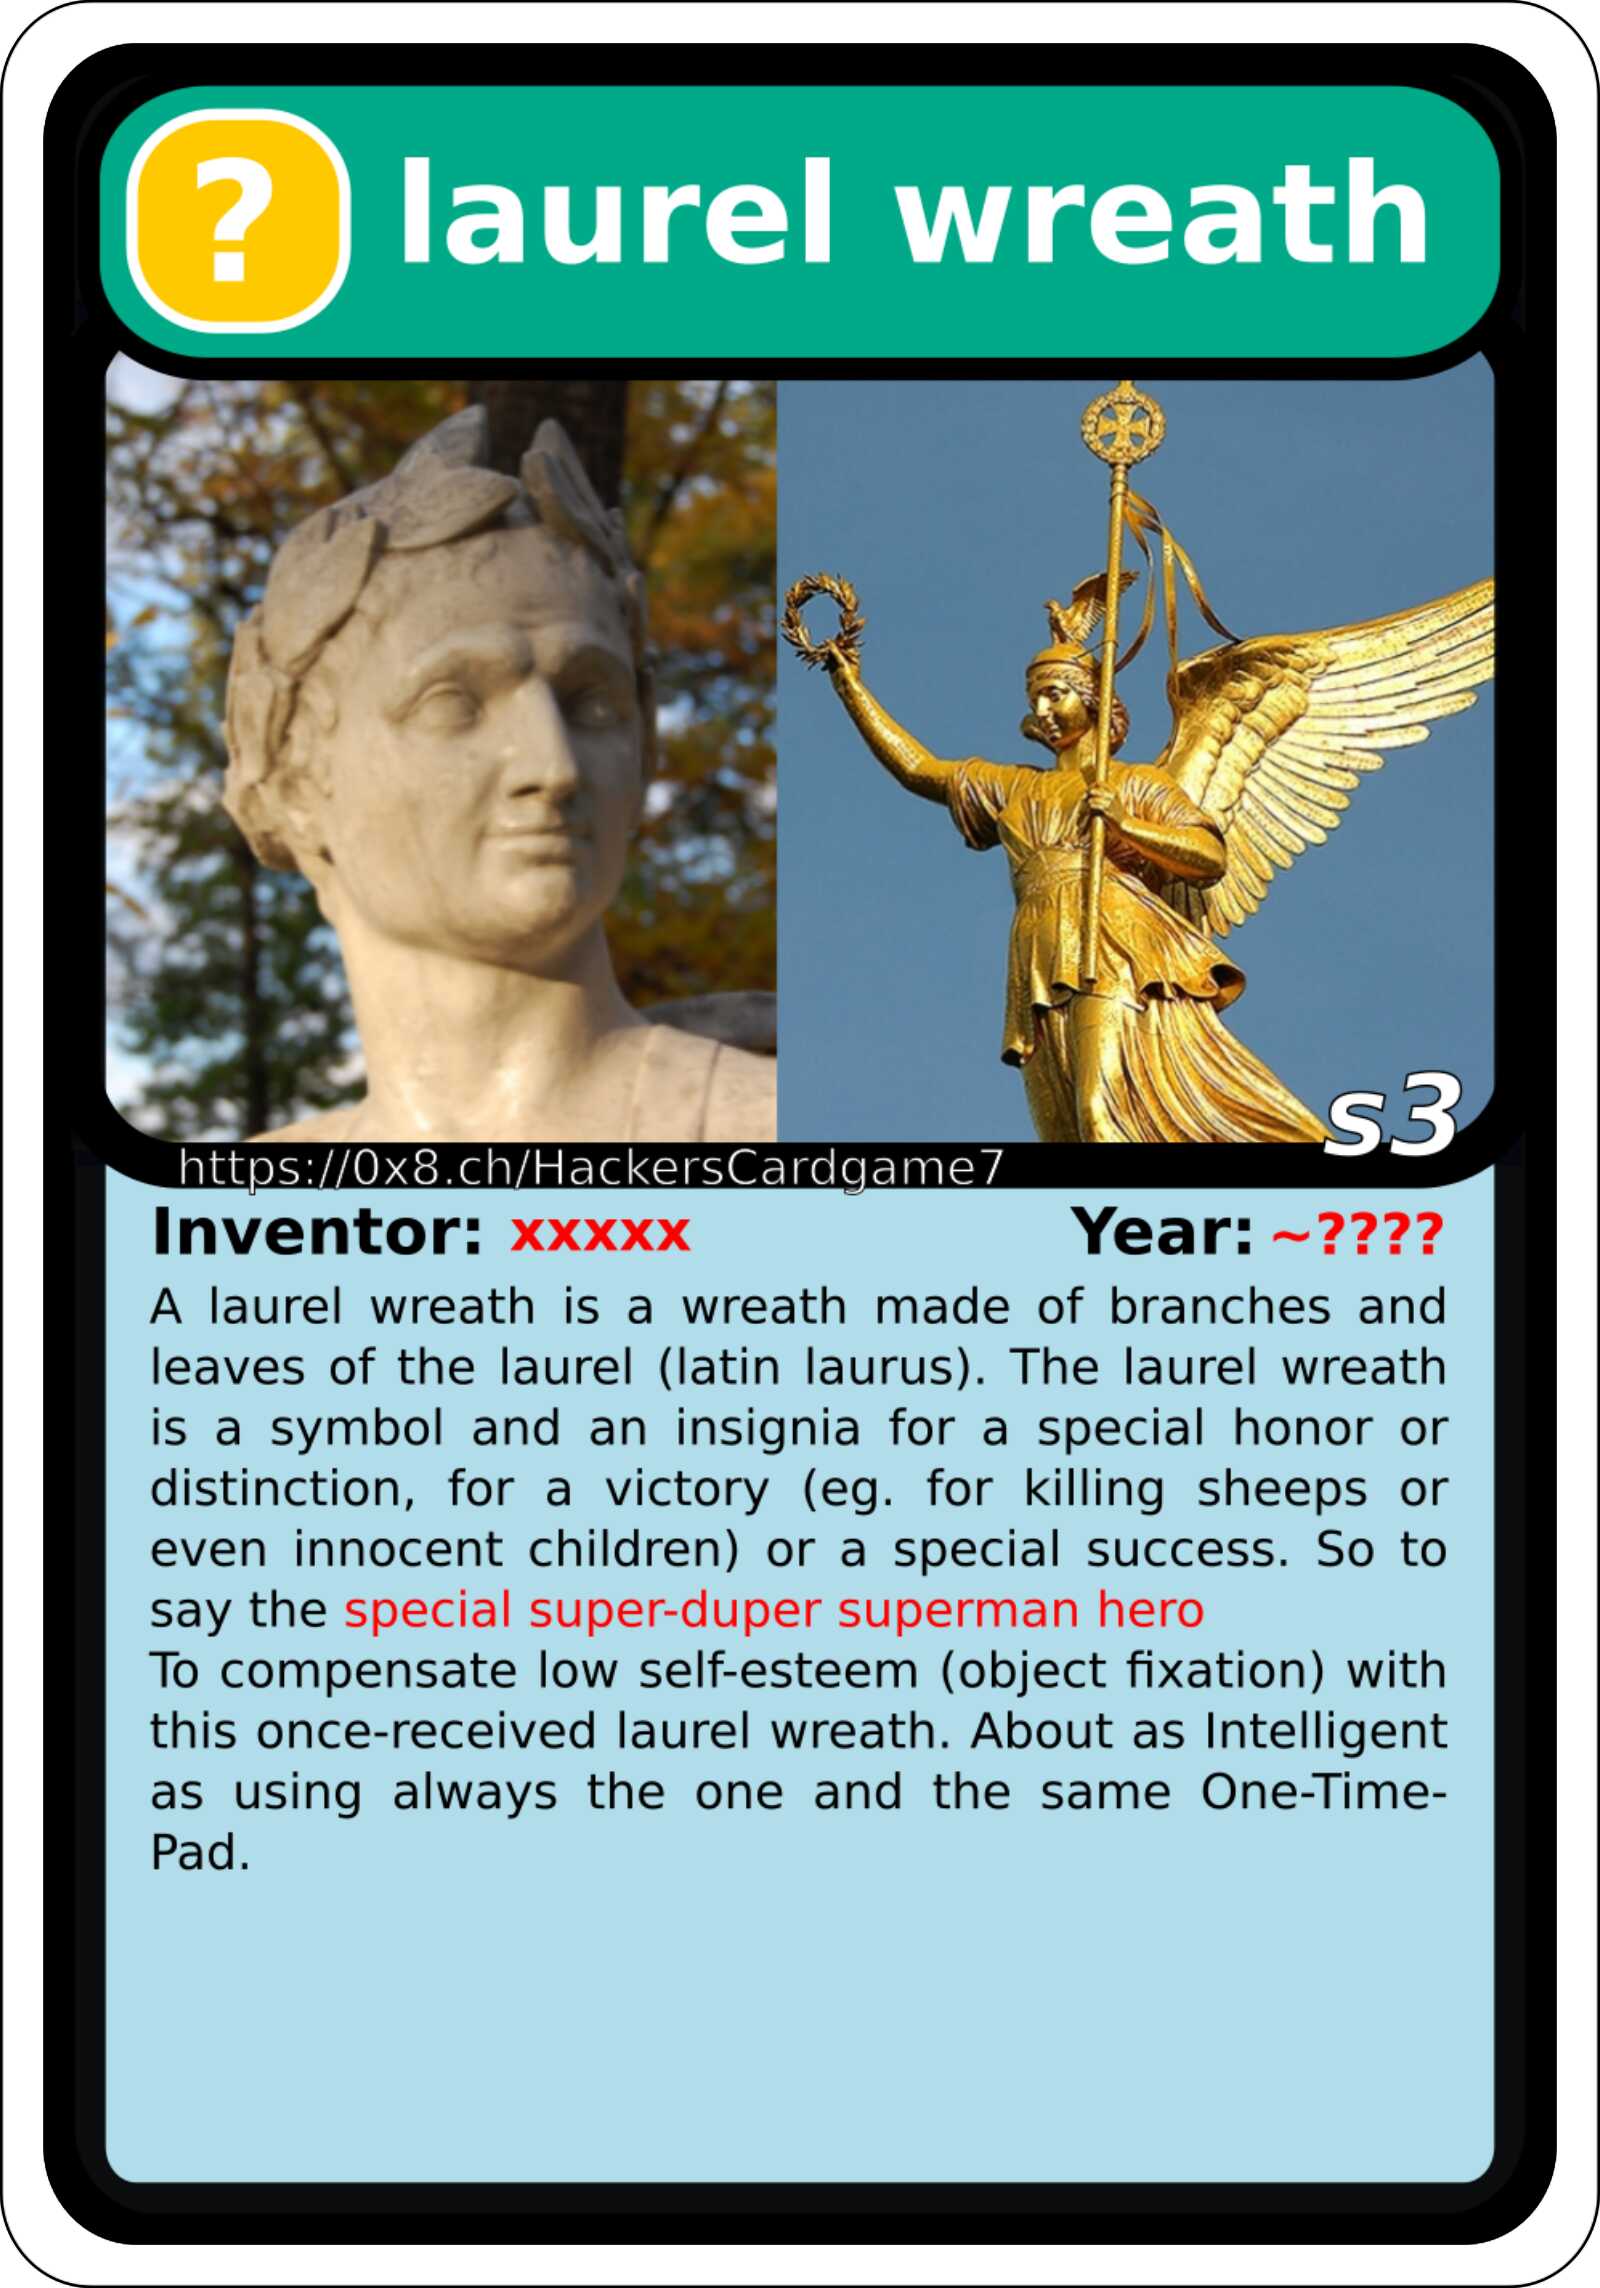 ? laurel wreath
s3
https://0x8.ch/HackersCardgame7
Inventor: xxxxx Year: ~????
A laurel wreath is a wreath made of branches and
leaves of the laurel (latin laurus). The laurel wreath
is a symbol and an insignia for a special honor or
distinction, for a victory (eg. for killing sheeps or
even innocent children) or a special success. So to
say the special super-duper superman hero
To compensate low self-esteem (object fixation) with
this once-received laurel wreath. About as Intelligent
as using always the one and the same One-Time-
Pad.